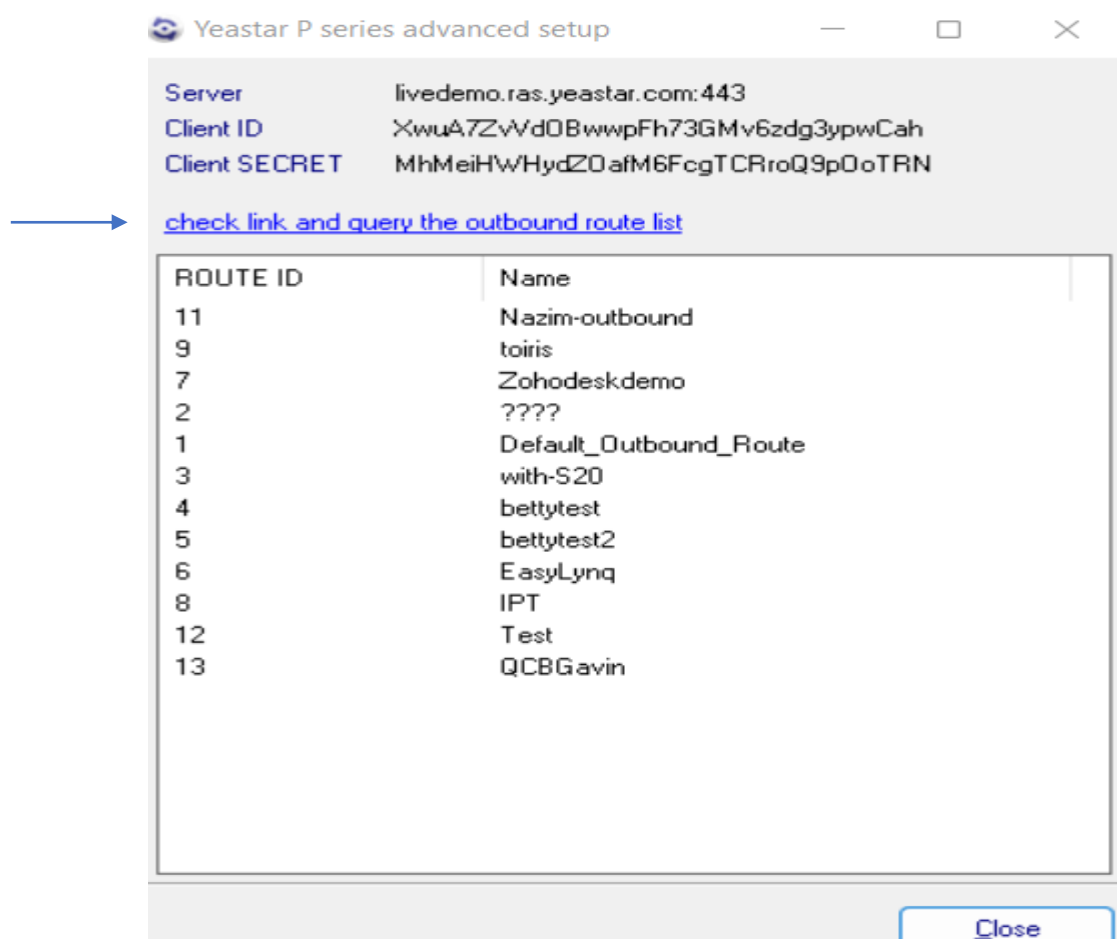 Yeastar P series advanced setup
Server livedemo.ras.yeastar.com:443
Client ID XwuA7ZvVdOBwwpFh73GMv6zdg3ypwCah
Client SECRET MhMeiHWHydZOafM6FcgTCRroQ9pOoTRN
check link and query the outbound route list
ROUTE ID Name
11 Nazim-outbound
9 toiris
7 Zohodeskdemo
2 ????
1 Default_Outbound_Route
3 with-S20
4 bettytest
5 bettytest2
6 EasyLynq
8 IPT
12 Test
13 QCBGavin
Close